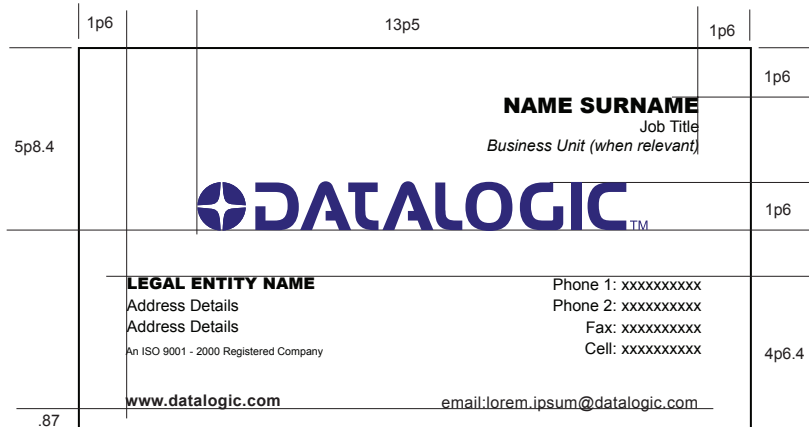 1p6 13p5 1p6
1p6
NAME SURNAME
Job Title
5p8.4
Business Unit (when relevant)
DATALOGIC TM
1p6
LEGAL ENTITY NAME Phone 1: xxxxxxxxxx
Address Details Phone 2: xxxxxxxxxx
Address Details Fax: xxxxxxxxxx
An ISO 9001 - 2000 Registered Company Cell: xxxxxxxxxx
4p6.4
www.datalogic.com email:lorem.ipsum@datalogic.com
.87